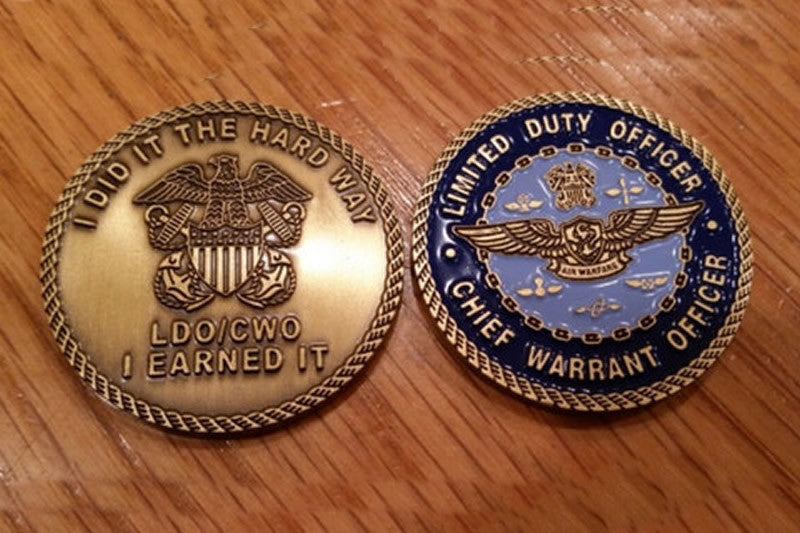 I DID IT THE HARD WAY
LDO/CWO
I EARNED IT
LIMITED DUTY OFFICER
AIR WARFARE
CHIEF WARRANT OFFICER